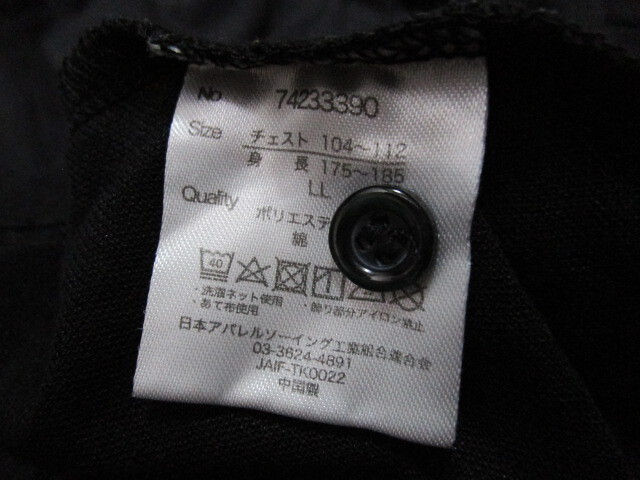 No 74233390
Size チェスト 104～112
身 長 175～185
LL
Quality ポリエステ
綿
40
・洗濯ネット使用 ・飾り部分アイロン禁止
・あて布使用
日本アパレルソーイング工業組合連合会
03-3624-4891
JAIF-TK0022
中国製